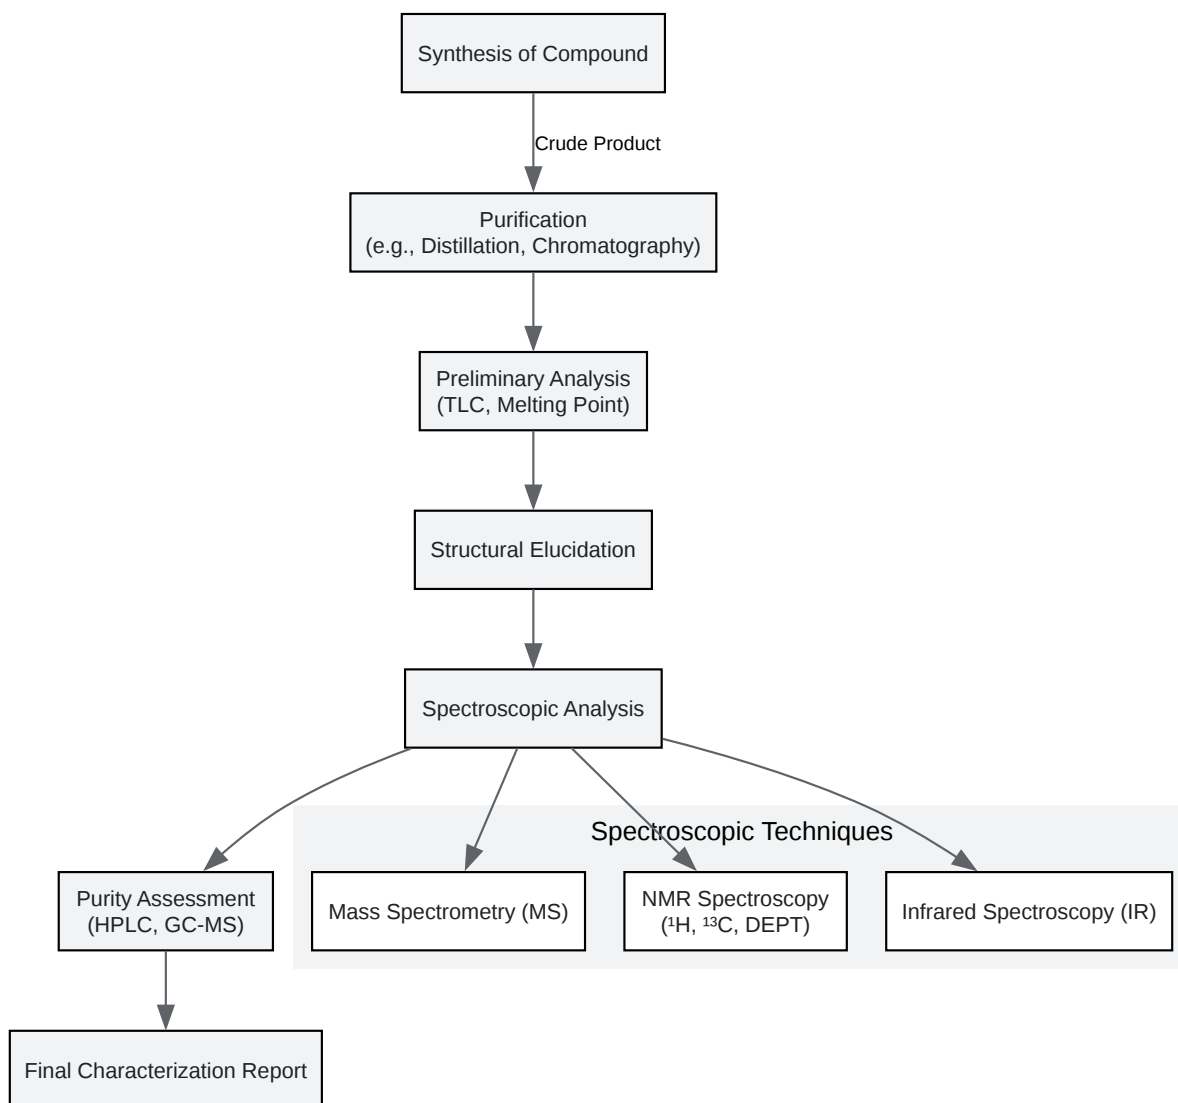 Synthesis of Compound
Crude Product
Purification
(e.g., Distillation, Chromatography)
Preliminary Analysis
(TLC, Melting Point)
Structural Elucidation
Spectroscopic Analysis
Spectroscopic Techniques
Purity Assessment
(HPLC, GC-MS)
Mass Spectrometry (MS)
NMR Spectroscopy
(¹H, ¹³C, DEPT)
Infrared Spectroscopy (IR)
Final Characterization Report